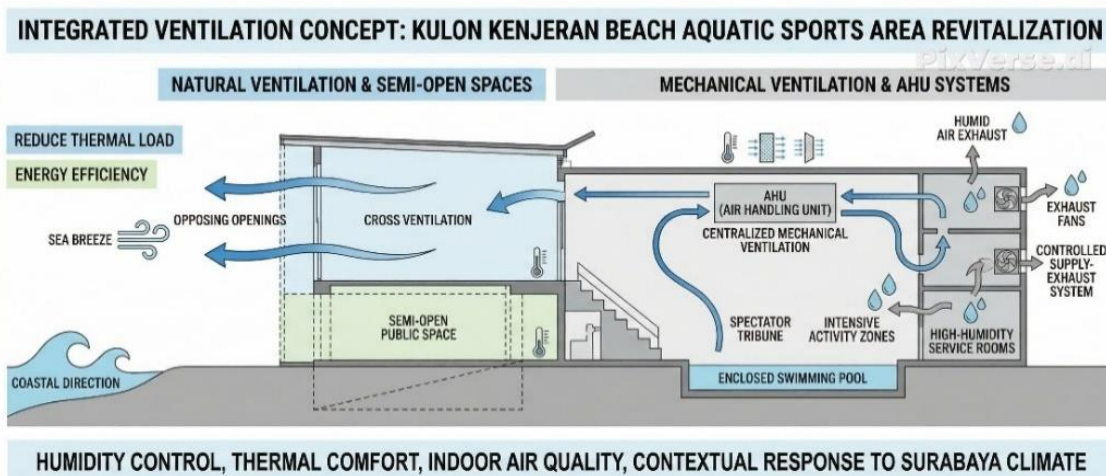 INTEGRATED VENTILATION CONCEPT: KULON KENJERAN BEACH AQUATIC SPORTS AREA REVITALIZATION
PixVerse.ai
NATURAL VENTILATION & SEMI-OPEN SPACES
MECHANICAL VENTILATION & AHU SYSTEMS
REDUCE THERMAL LOAD
ENERGY EFFICIENCY
HUMID
AIR EXHAUST
SEA BREEZE
OPPOSING OPENINGS
CROSS VENTILATION
AHU
(AIR HANDLING UNIT)
CENTRALIZED MECHANICAL
VENTILATION
EXHAUST
FANS
CONTROLLED
SUPPLY-
EXHAUST
SYSTEM
SEMI-OPEN
PUBLIC SPACE
SPECTATOR
TRIBUNE
INTENSIVE
ACTIVITY ZONES
HIGH-HUMIDITY
SERVICE ROOMS
COASTAL DIRECTION
ENCLOSED SWIMMING POOL
HUMIDITY CONTROL, THERMAL COMFORT, INDOOR AIR QUALITY, CONTEXTUAL RESPONSE TO SURABAYA CLIMATE